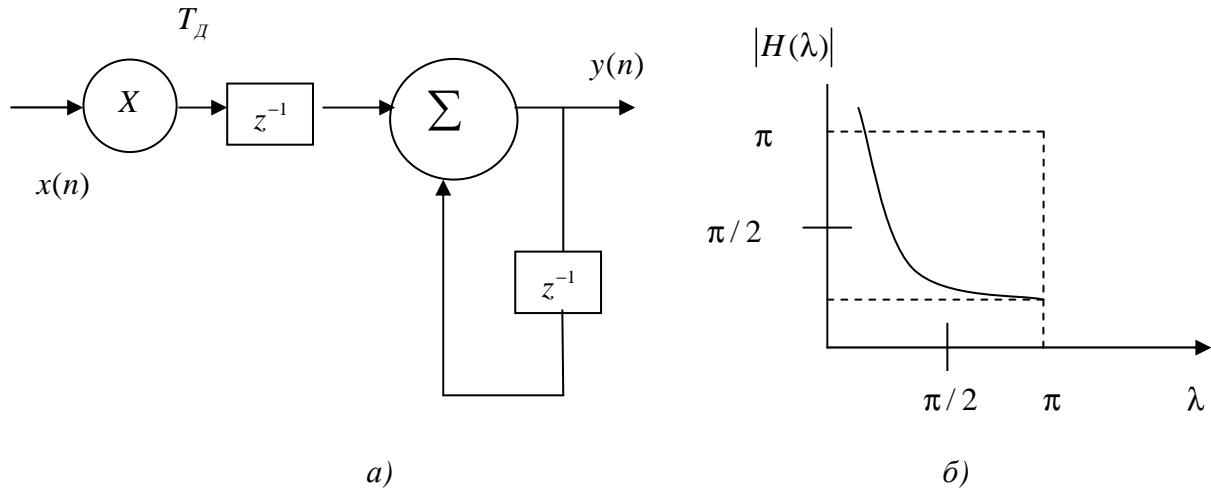 T_Д
X
z⁻¹
Σ
y(n)
x(n)
z⁻¹
а)
|H(λ)|
π
π/2
π/2
π
λ
б)